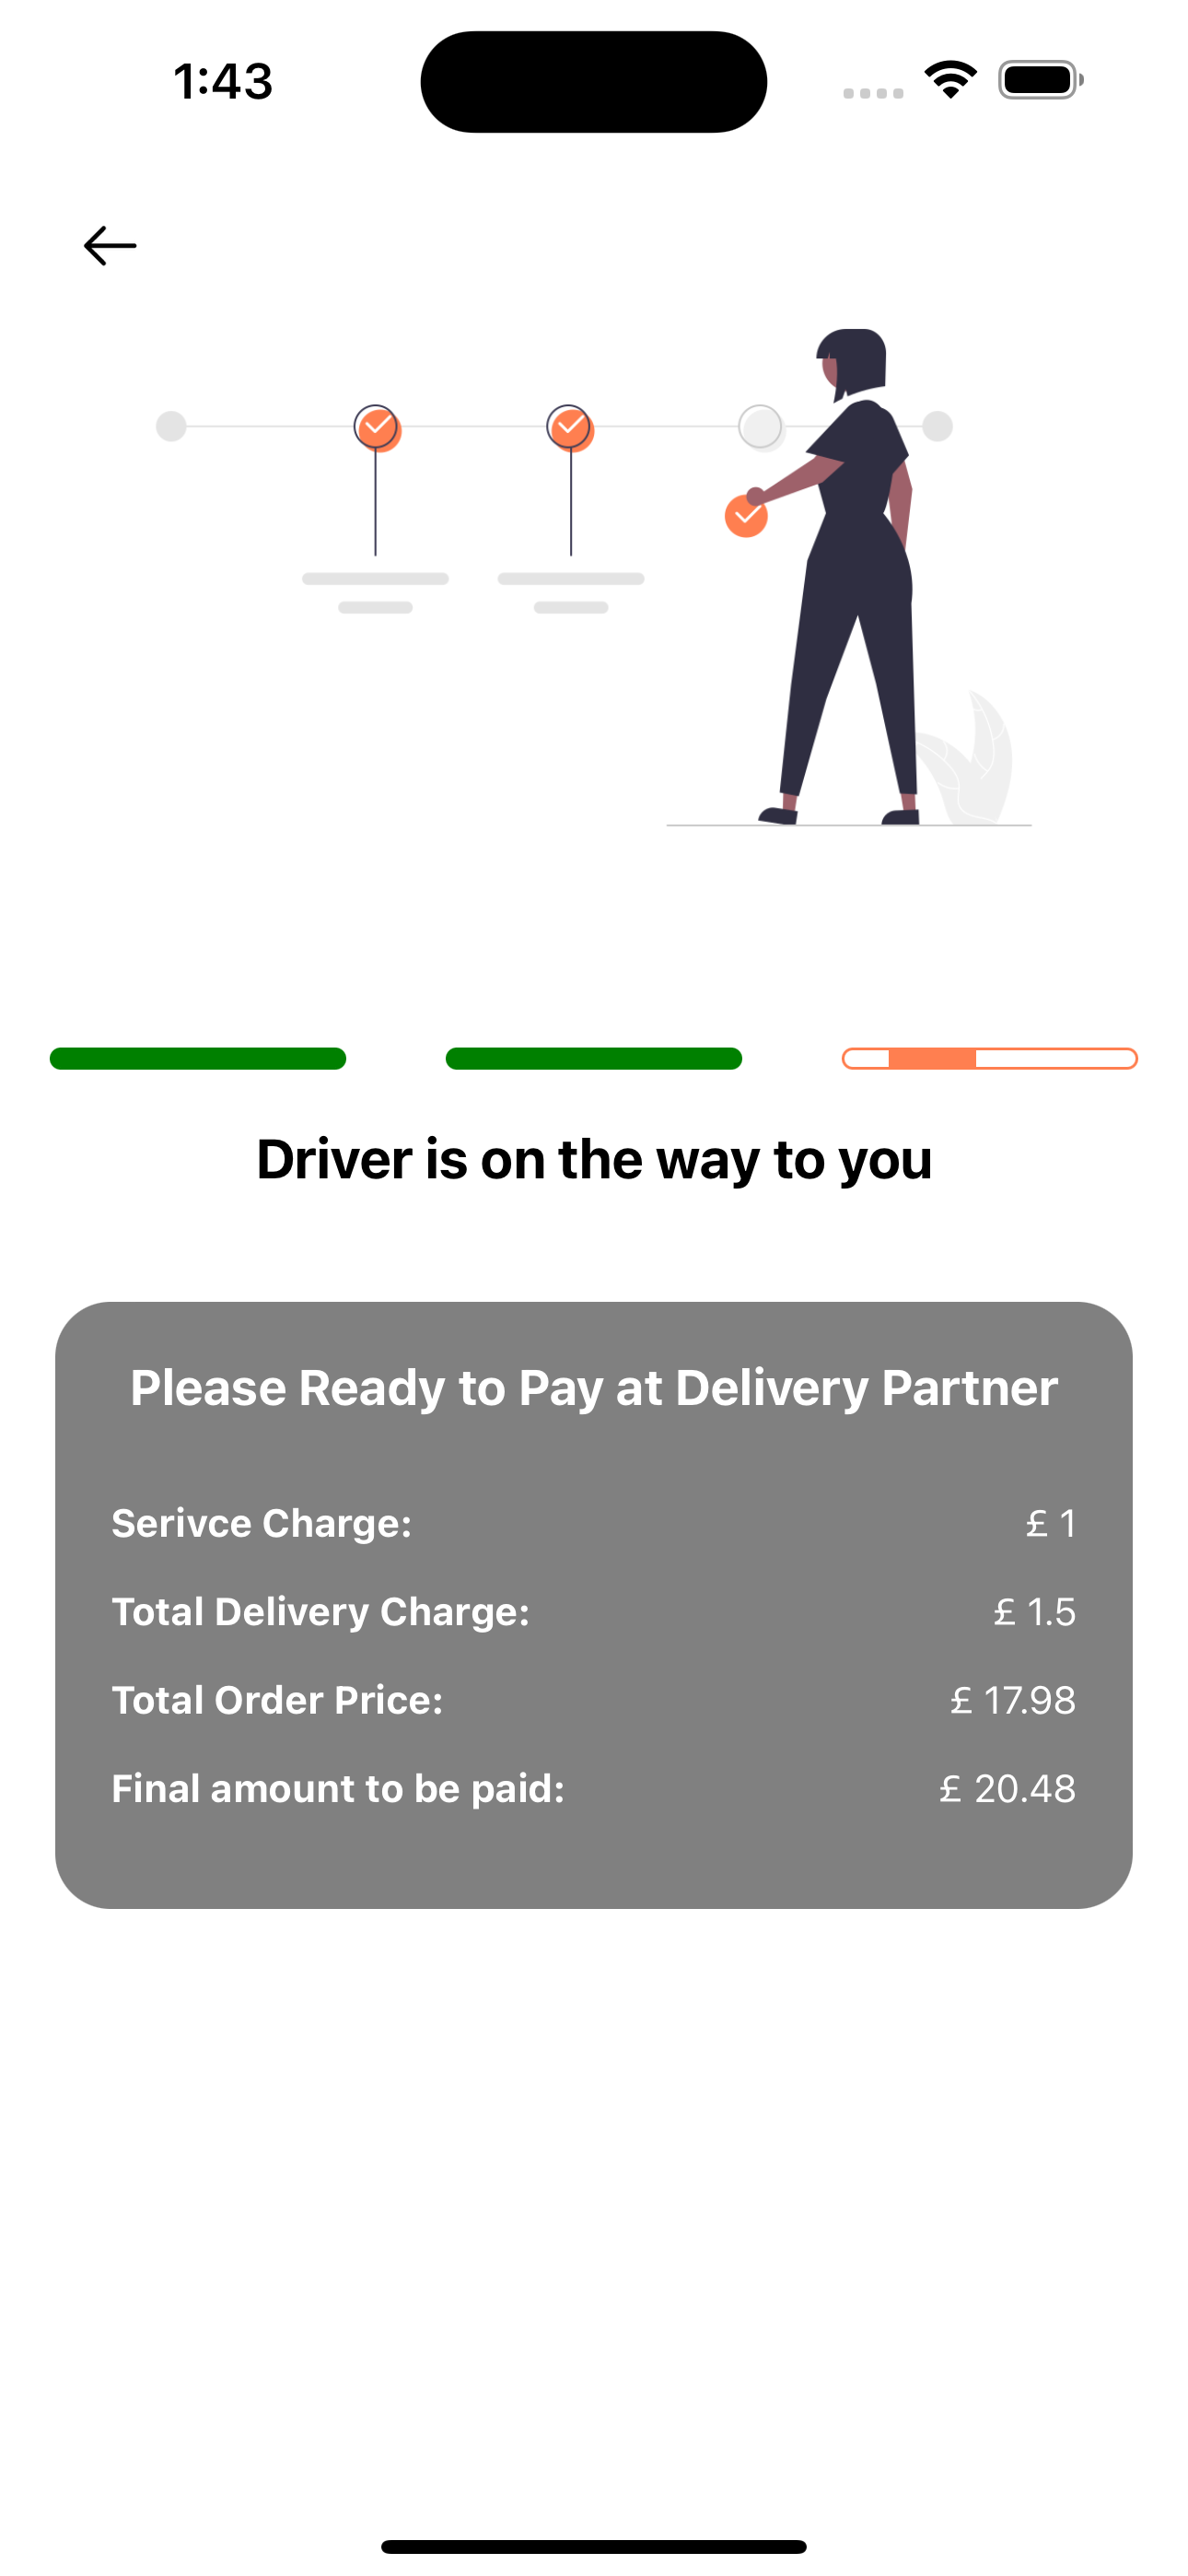 1:43
Driver is on the way to you
Please Ready to Pay at Delivery Partner
Serivce Charge: £ 1
Total Delivery Charge: £ 1.5
Total Order Price: £ 17.98
Final amount to be paid: £ 20.48